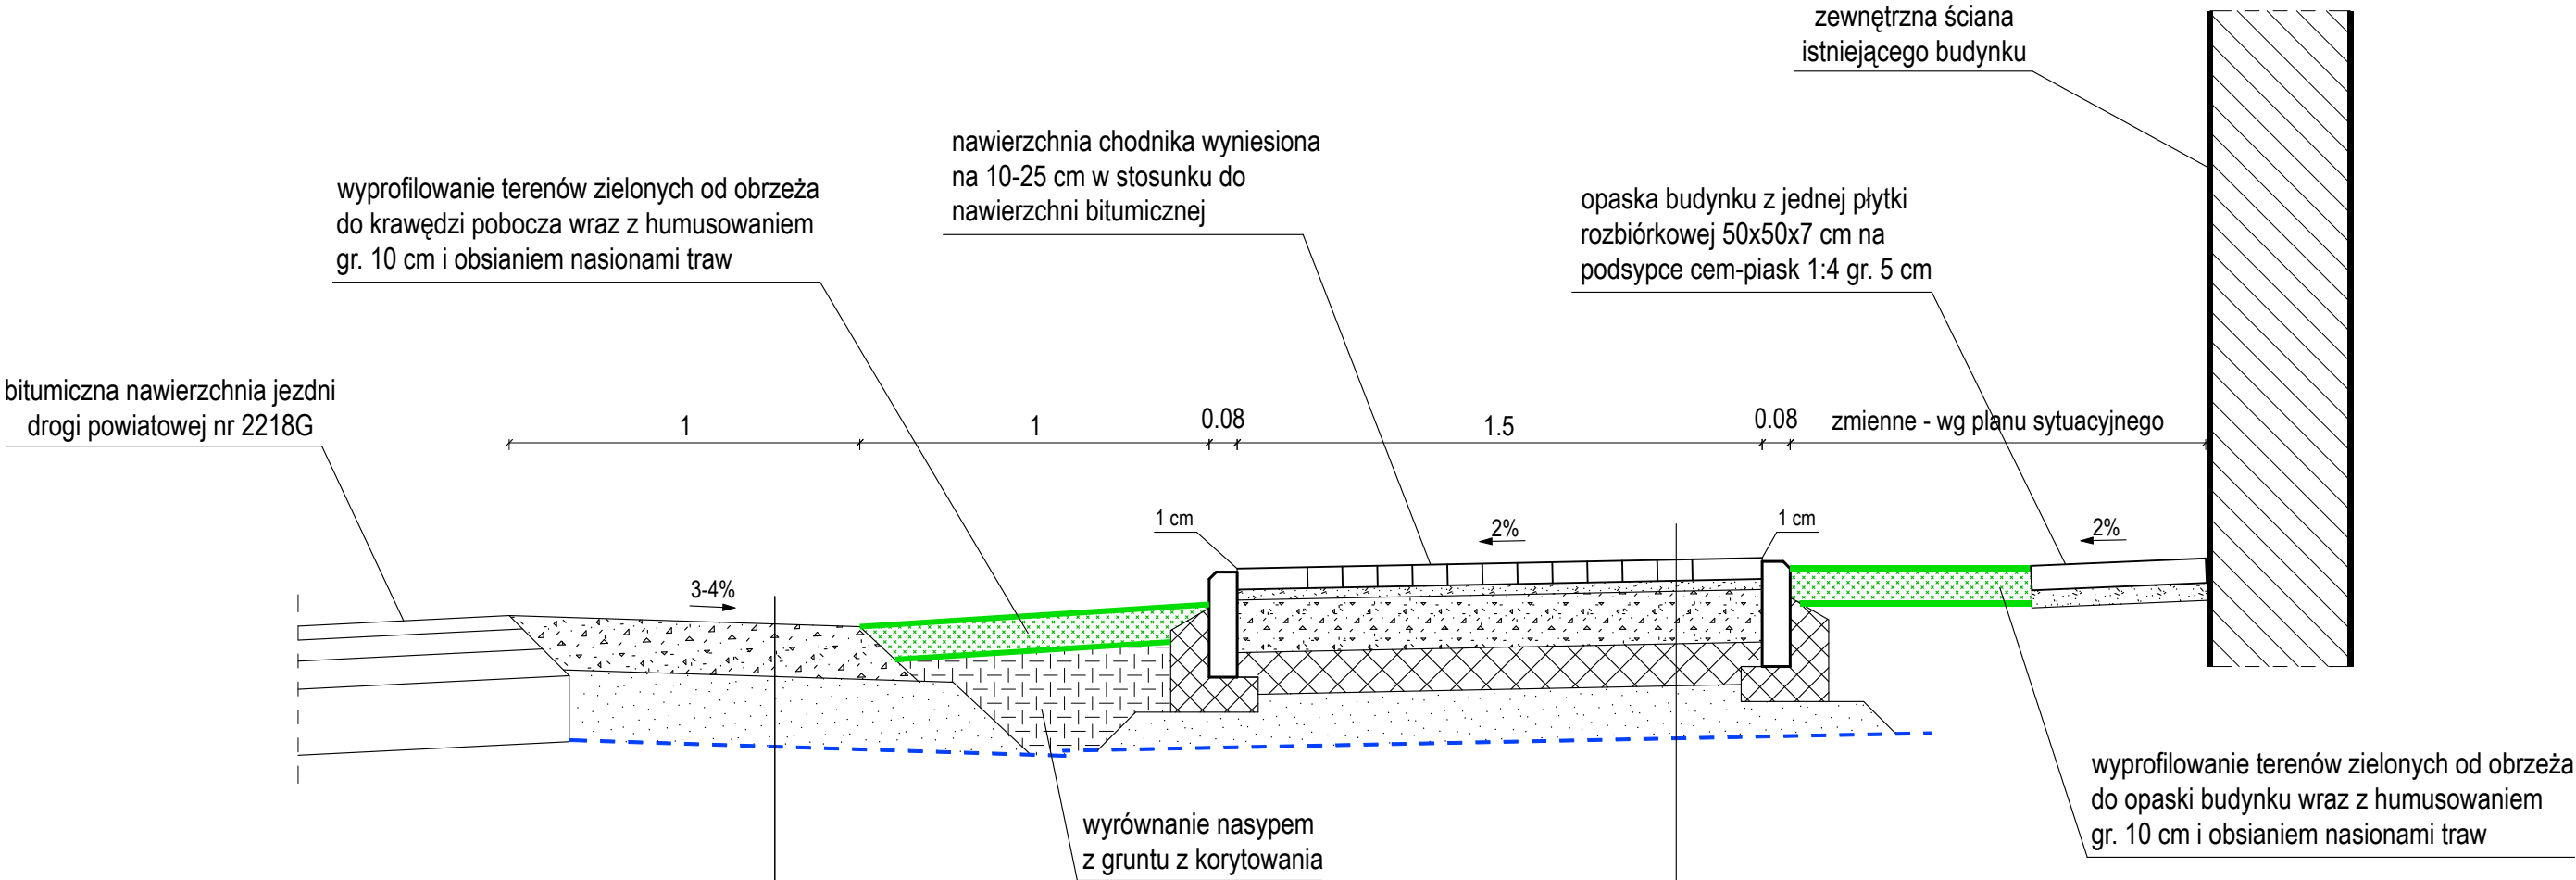 zewnętrzna ściana
istniejącego budynku
nawierzchnia chodnika wyniesiona
na 10-25 cm w stosunku do
nawierzchni bitumicznej
wyprofilowanie terenów zielonych od obrzeża
do krawędzi pobocza wraz z humusowaniem
gr. 10 cm i obsianiem nasionami traw
opaska budynku z jednej płytki
rozbiórkowej 50x50x7 cm na
podsypce cem-piask 1:4 gr. 5 cm
bitumiczna nawierzchnia jezdni
drogi powiatowej nr 2218G
1
1
0.08
1.5
0.08
zmienne - wg planu sytuacyjnego
1 cm
2%
1 cm
2%
3-4%
wyrównanie nasypem
z gruntu z korytowania
wyprofilowanie terenów zielonych od obrzeża
do opaski budynku wraz z humusowaniem
gr. 10 cm i obsianiem nasionami traw